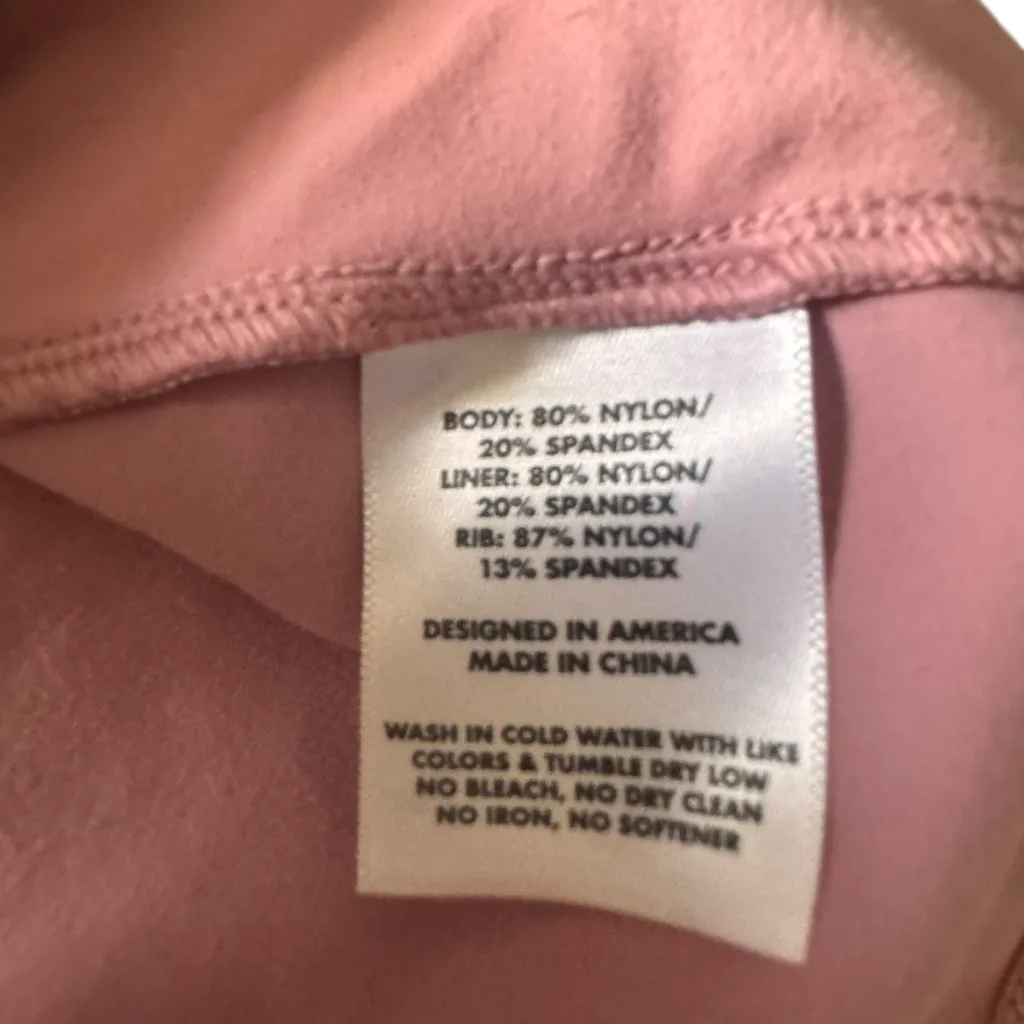 BODY: 80% NYLON/
20% SPANDEX
LINER: 80% NYLON/
20% SPANDEX
RIB: 87% NYLON/
13% SPANDEX
DESIGNED IN AMERICA
MADE IN CHINA
WASH IN COLD WATER WITH LIKE
COLORS & TUMBLE DRY LOW
NO BLEACH, NO DRY CLEAN
NO IRON, NO SOFTENER